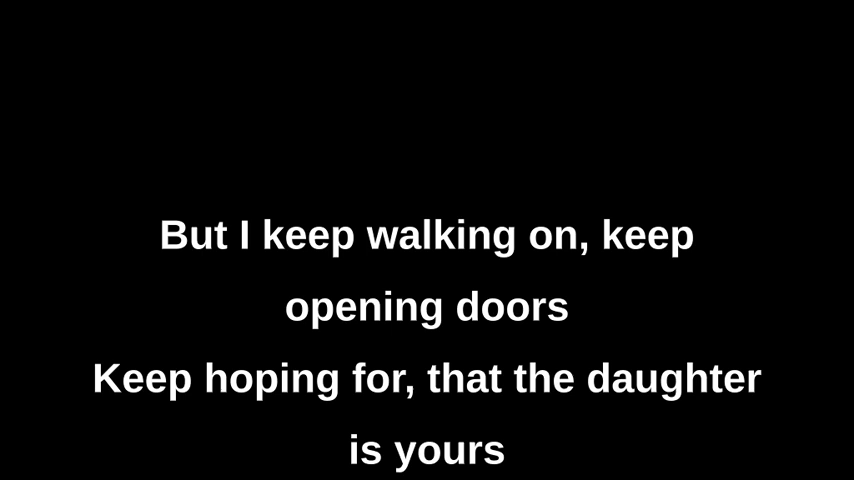 But I keep walking on, keep
opening doors
Keep hoping for, that the daughter
is yours